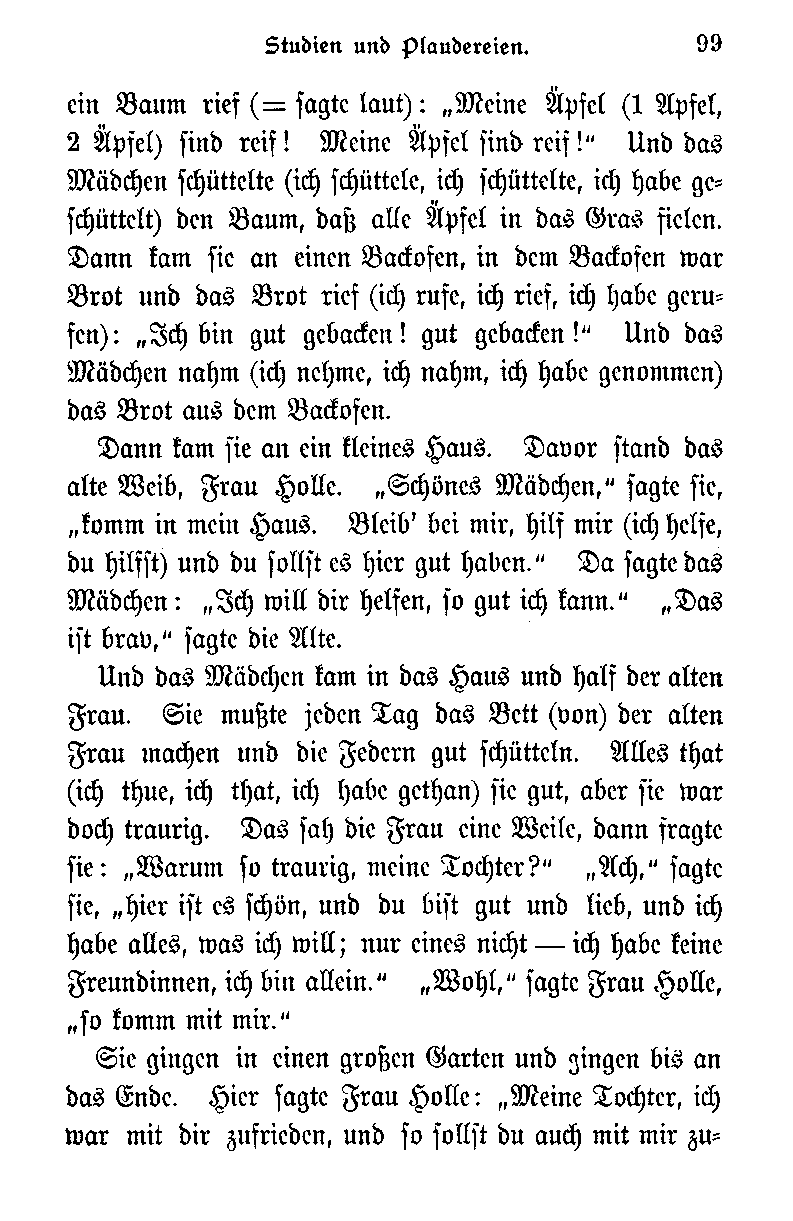 Studien und Plaudereien. 99
ein Baum rief (= sagte laut): „Meine Äpfel (1 Apfel,
2 Äpfel) sind reif! Meine Äpfel sind reif!“ Und das
Mädchen schüttelte (ich schüttele, ich schüttelte, ich habe ge-
schüttelt) den Baum, daß alle Äpfel in das Gras fielen.
Dann kam sie an einen Backofen, in dem Backofen war
Brot und das Brot rief (ich rufe, ich rief, ich habe geru-
fen): „Ich bin gut gebacken! gut gebacken!“ Und das
Mädchen nahm (ich nehme, ich nahm, ich habe genommen)
das Brot aus dem Backofen.
Dann kam sie an ein kleines Haus. Davor stand das
alte Weib, Frau Holle. „Schönes Mädchen,“ sagte sie,
„komm in mein Haus. Bleib' bei mir, hilf mir (ich helfe,
du hilfst) und du sollst es hier gut haben.“ Da sagte das
Mädchen: „Ich will dir helfen, so gut ich kann.“ „Das
ist brav,“ sagte die Alte.
Und das Mädchen kam in das Haus und half der alten
Frau. Sie mußte jeden Tag das Bett (von) der alten
Frau machen und die Federn gut schütteln. Alles that
(ich thue, ich that, ich habe gethan) sie gut, aber sie war
doch traurig. Das sah die Frau eine Weile, dann fragte
sie: „Warum so traurig, meine Tochter?“ „Ach,“ sagte
sie, „hier ist es schön, und du bist gut und lieb, und ich
habe alles, was ich will; nur eines nicht — ich habe keine
Freundinnen, ich bin allein.“ „Wohl,“ sagte Frau Holle,
„so komm mit mir.“
Sie gingen in einen großen Garten und gingen bis an
das Ende. Hier sagte Frau Holle: „Meine Tochter, ich
war mit dir zufrieden, und so sollst du auch mit mir zu-